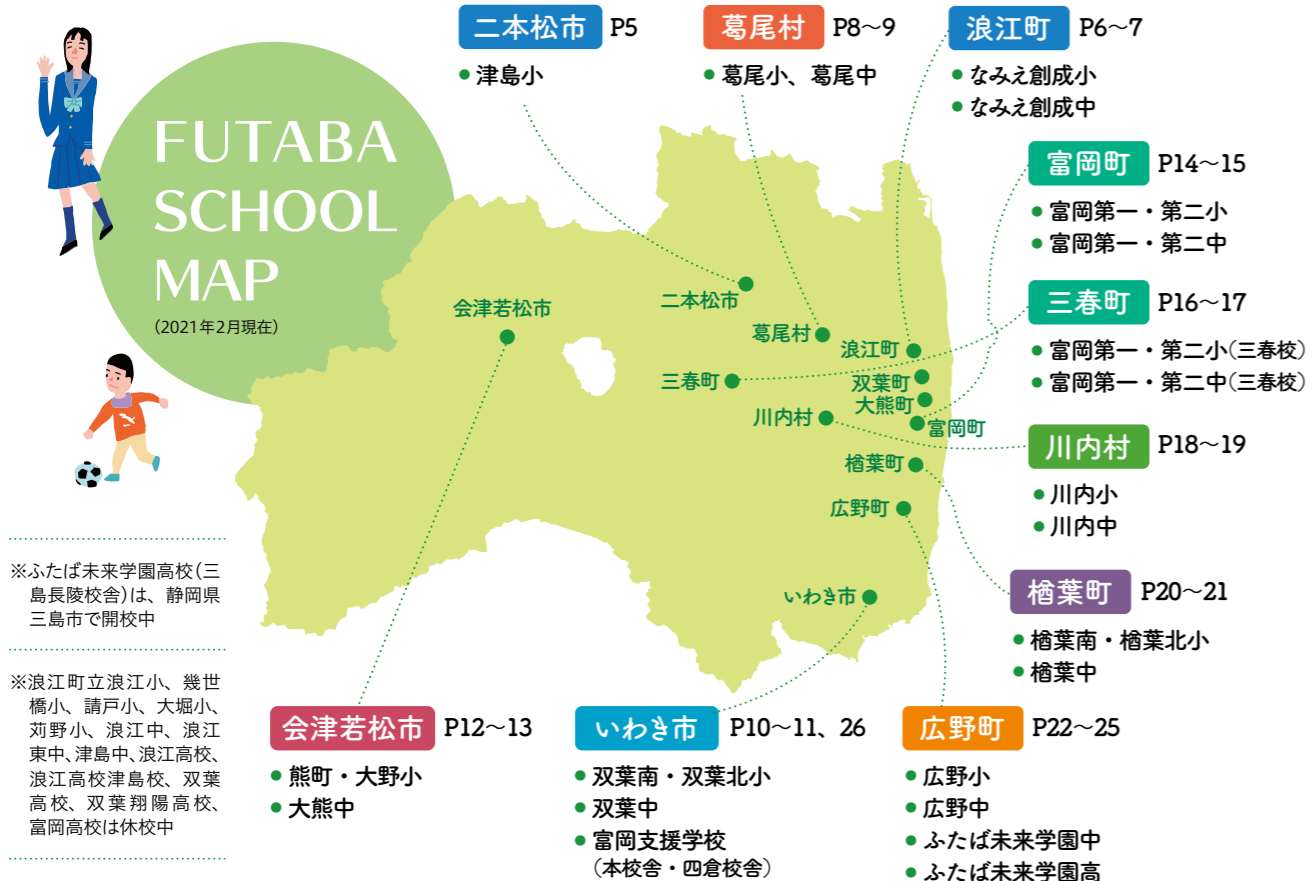 FUTABA
SCHOOL
MAP
(2021年2月現在)
二本松市 P5
● 津島小
葛尾村 P8〜9
● 葛尾小、葛尾中
浪江町 P6〜7
● なみえ創成小
● なみえ創成中
富岡町 P14〜15
● 富岡第一・第二小
● 富岡第一・第二中
三春町 P16〜17
● 富岡第一・第二小(三春校)
● 富岡第一・第二中(三春校)
川内村 P18〜19
● 川内小
● 川内中
楢葉町 P20〜21
● 楢葉南・楢葉北小
● 楢葉中
会津若松市
二本松市
葛尾村
浪江町
三春町
双葉町
大熊町
川内村
富岡町
楢葉町
広野町
いわき市
※ふたば未来学園高校(三
島長陵校舎)は、静岡県
三島市で開校中
※浪江町立浪江小、幾世
橋小、請戸小、大堀小、
苅野小、浪江中、浪江
東中、津島中、浪江高校、
浪江高校津島校、双葉
高校、双葉翔陽高校、
富岡高校は休校中
会津若松市 P12〜13
● 熊町・大野小
● 大熊中
いわき市 P10〜11、26
● 双葉南・双葉北小
● 双葉中
● 富岡支援学校
(本校舎・四倉校舎)
広野町 P22〜25
● 広野小
● 広野中
● ふたば未来学園中
● ふたば未来学園高